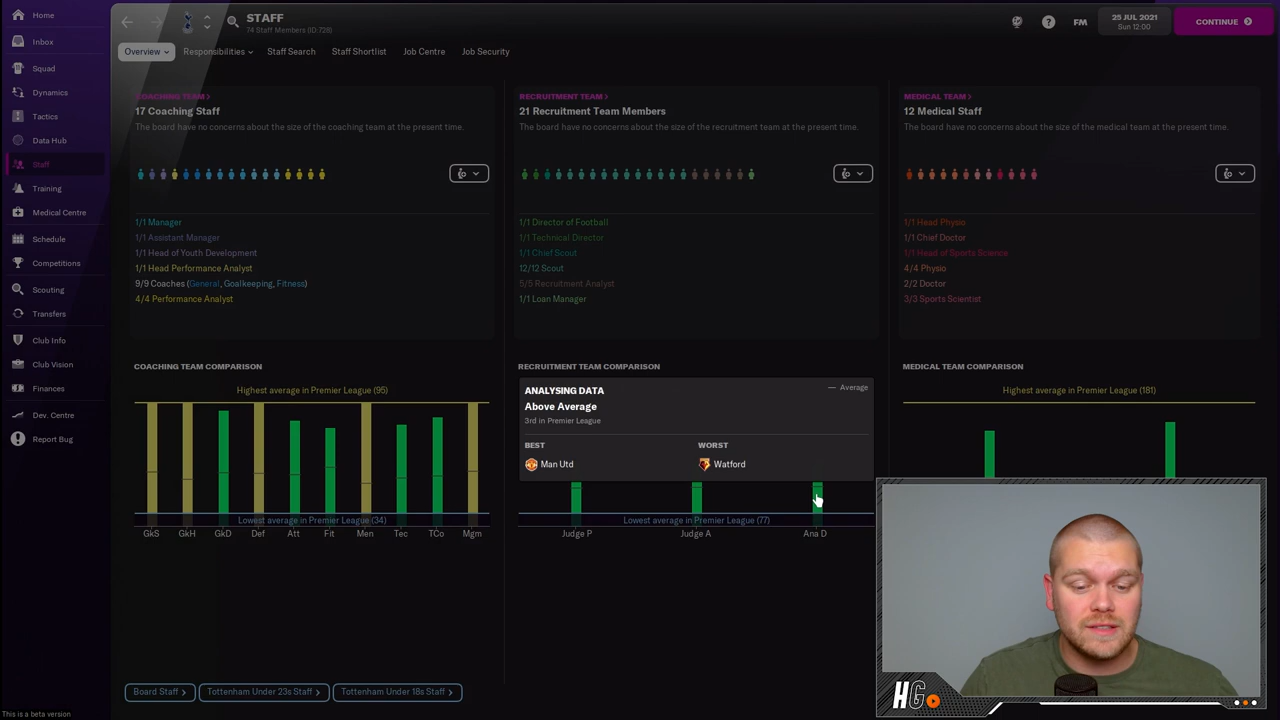 Home
Inbox
Squad
Dynamics
Tactics
Data Hub
Staff
Training
Medical Centre
Schedule
Competitions
Scouting
Transfers
Club Info
Club Vision
Finances
Dev. Centre
Report Bug
This is a beta version
STAFF
74 Staff Members (ID:728)
FM
25 JUL 2021
Sun 12:00
CONTINUE
Overview
Responsibilities
Staff Search
Staff Shortlist
Job Centre
Job Security
COACHING TEAM >
17 Coaching Staff
The board have no concerns about the size of the coaching team at the present time.
1/1 Manager
1/1 Assistant Manager
1/1 Head of Youth Development
1/1 Head Performance Analyst
9/9 Coaches (General, Goalkeeping, Fitness)
4/4 Performance Analyst
RECRUITMENT TEAM >
21 Recruitment Team Members
The board have no concerns about the size of the recruitment team at the present time.
1/1 Director of Football
1/1 Technical Director
1/1 Chief Scout
12/12 Scout
5/5 Recruitment Analyst
1/1 Loan Manager
MEDICAL TEAM >
12 Medical Staff
The board have no concerns about the size of the medical team at the present time.
1/1 Head Physio
1/1 Chief Doctor
1/1 Head of Sports Science
4/4 Physio
2/2 Doctor
3/3 Sports Scientist
COACHING TEAM COMPARISON
Highest average in Premier League (95)
Lowest average in Premier League (34)
GkS GkH GkD Def Att Fit Men Tec TCo Mgm
RECRUITMENT TEAM COMPARISON
ANALYSING DATA
— Average
Above Average
3rd in Premier League
BEST WORST
Man Utd Watford
Lowest average in Premier League (77)
Judge P Judge A Ana D
MEDICAL TEAM COMPARISON
Highest average in Premier League (181)
Board Staff >
Tottenham Under 23s Staff >
Tottenham Under 18s Staff >
HG